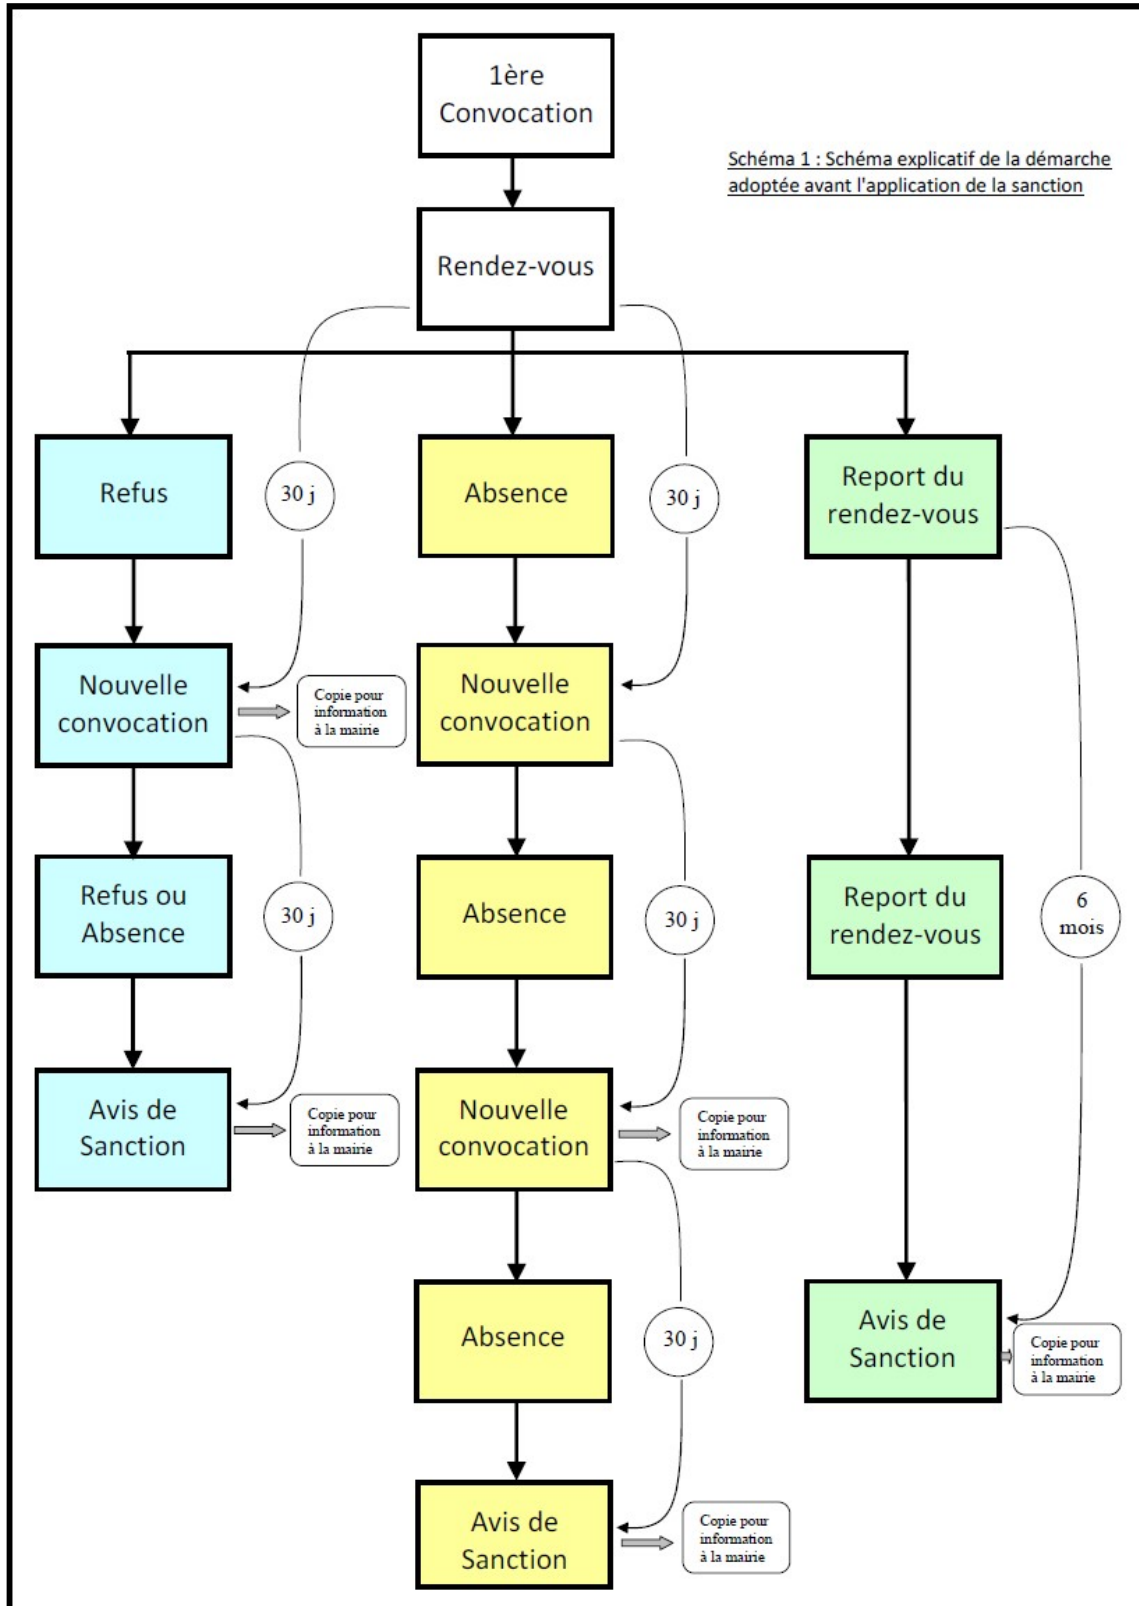 1ère
Convocation
Schéma 1 : Schéma explicatif de la démarche
adoptée avant l'application de la sanction
Rendez-vous
Refus
30 j
Absence
30 j
Report du
rendez-vous
Nouvelle
convocation
Copie pour
information
à la mairie
Nouvelle
convocation
Refus ou
Absence
30 j
Absence
30 j
Report du
rendez-vous
6
mois
Avis de
Sanction
Copie pour
information
à la mairie
Nouvelle
convocation
Copie pour
information
à la mairie
Absence
30 j
Avis de
Sanction
Copie pour
information
à la mairie
Avis de
Sanction
Copie pour
information
à la mairie